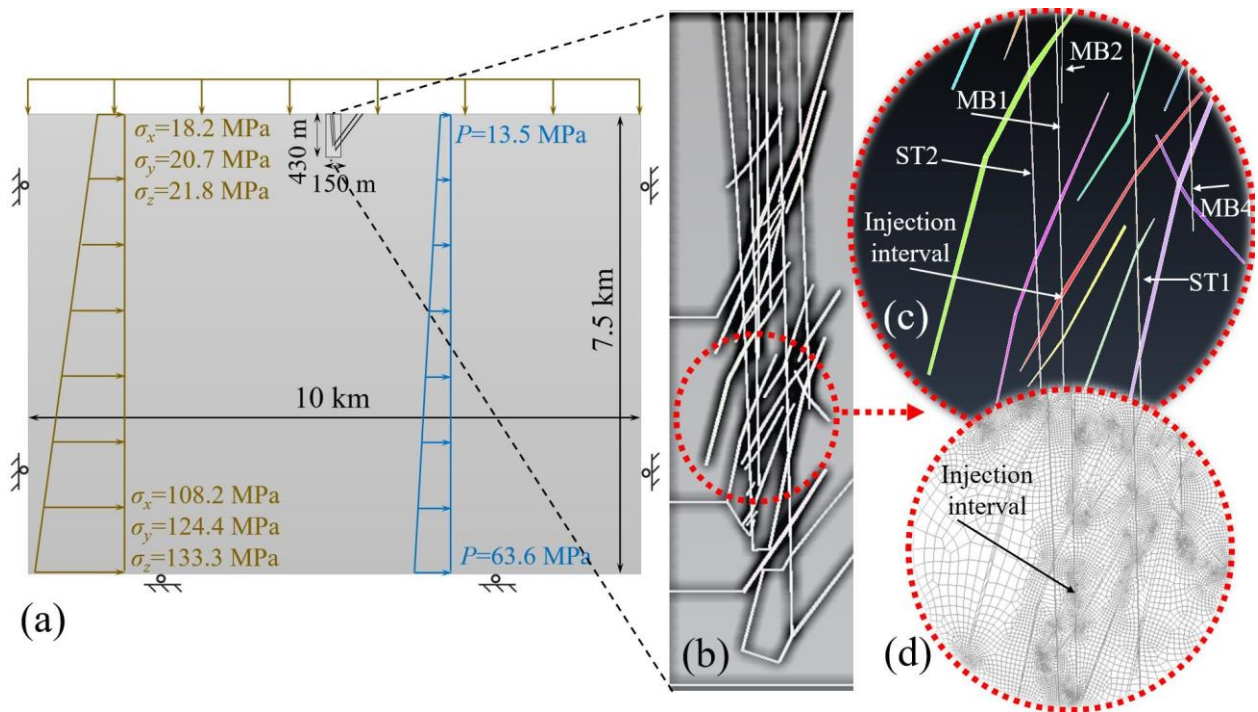 σx=18.2 MPa
σy=20.7 MPa
σz=21.8 MPa
430 m
150 m
P=13.5 MPa
7.5 km
10 km
σx=108.2 MPa
σy=124.4 MPa
σz=133.3 MPa
P=63.6 MPa
(a)
(b)
MB2
MB1
ST2
MB4
Injection
interval
ST1
(c)
Injection
interval
(d)